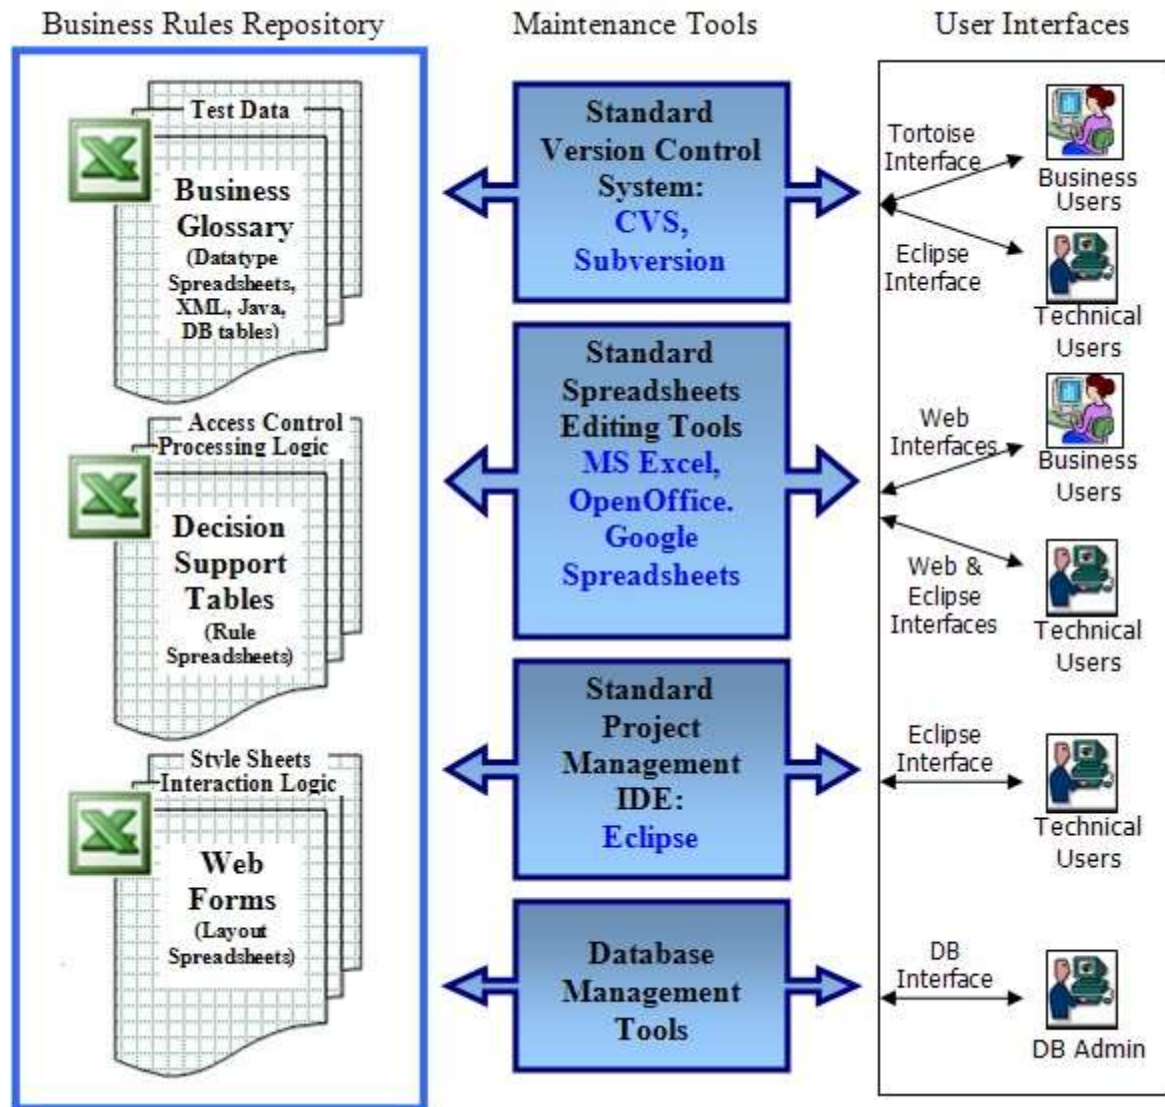 Business Rules Repository
Test Data
Business
Glossary
(Datatype
Spreadsheets,
XML, Java,
DB tables)
Access Control
Processing Logic
Decision
Support
Tables
(Rule
Spreadsheets)
Style Sheets
Interaction Logic
Web
Forms
(Layout
Spreadsheets)
Maintenance Tools
Standard
Version Control
System:
CVS,
Subversion
Standard
Spreadsheets
Editing Tools
MS Excel,
OpenOffice.
Google
Spreadsheets
Standard
Project
Management
IDE:
Eclipse
Database
Management
Tools
User Interfaces
Tortoise
Interface
Business
Users
Eclipse
Interface
Technical
Users
Web
Interfaces
Business
Users
Web &
Eclipse
Interfaces
Technical
Users
Eclipse
Interface
Technical
Users
DB
Interface
DB Admin